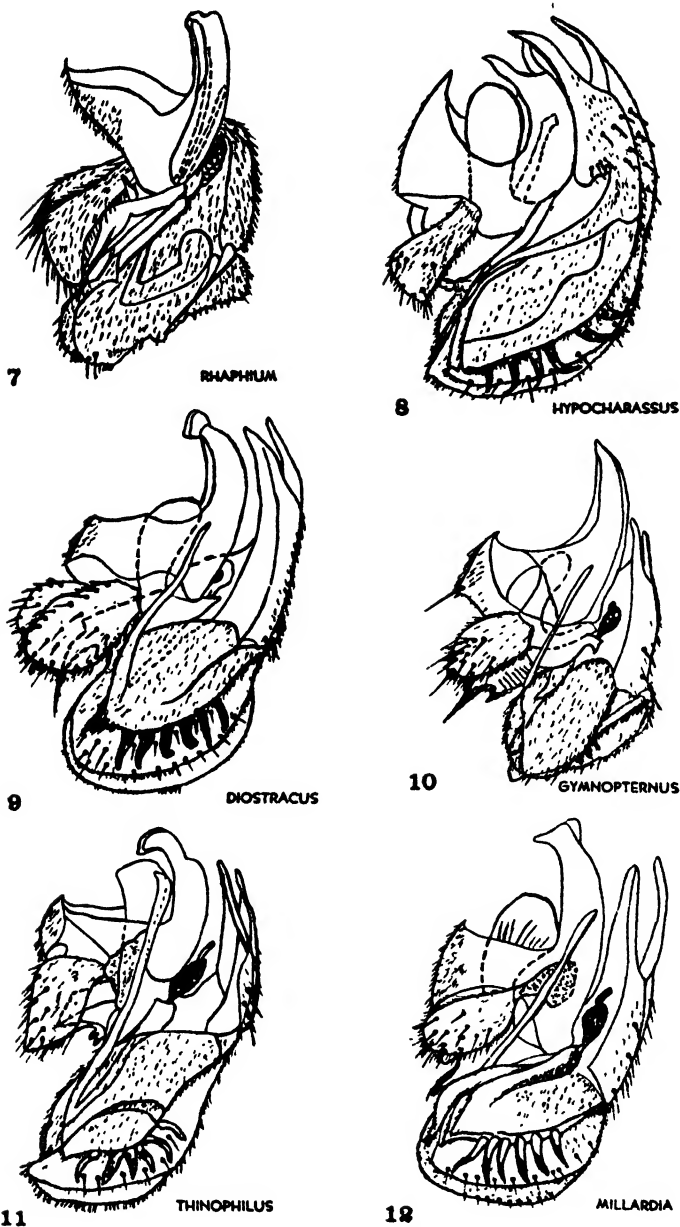 7 RHAPHIUM
8 HYPOCHARASSUS
9 DIOSTRACUS
10 GYMNOPTERNUS
11 THINOPHILUS
12 MILLARDIA